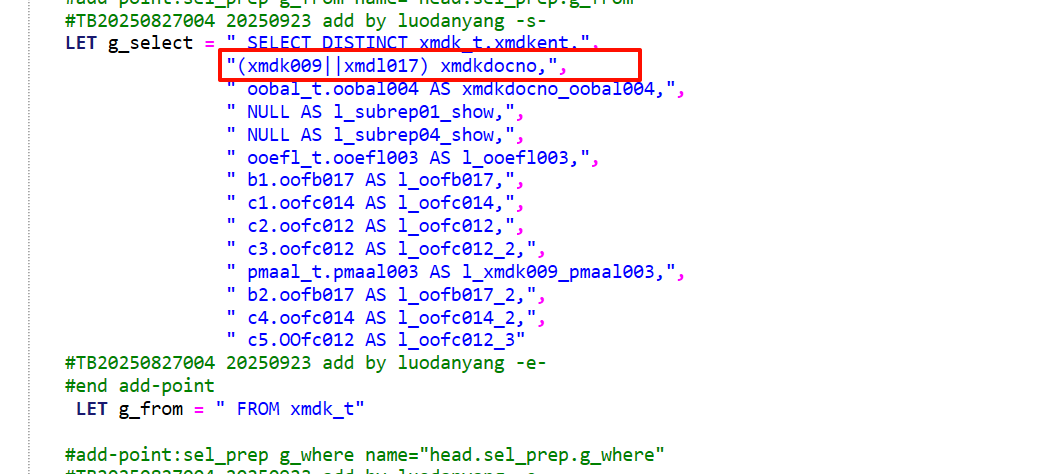 #add-point:sel_prep g_from name="head.sel_prep.g_from"
#TB20250827004 20250923 add by luodanyang -s-
LET g_select = " SELECT DISTINCT xmdk_t.xmdkent,",
"(xmdk009||xmdl017) xmdkdocno,",
" oobal_t.oobal004 AS xmdkdocno_oobal004,",
" NULL AS l_subrep01_show,",
" NULL AS l_subrep04_show,",
" ooefl_t.ooefl003 AS l_ooefl003,",
" b1.oofb017 AS l_oofb017,",
" c1.oofc014 AS l_oofc014,",
" c2.oofc012 AS l_oofc012,",
" c3.oofc012 AS l_oofc012_2,",
" pmaal_t.pmaal003 AS l_xmdk009_pmaal003,",
" b2.oofb017 AS l_oofb017_2,",
" c4.oofc014 AS l_oofc014_2,",
" c5.OOfc012 AS l_oofc012_3"
#TB20250827004 20250923 add by luodanyang -e-
#end add-point
LET g_from = " FROM xmdk_t"
#add-point:sel_prep g_where name="head.sel_prep.g_where"
#TB20250827004 20250923 add by luodanyang -s-